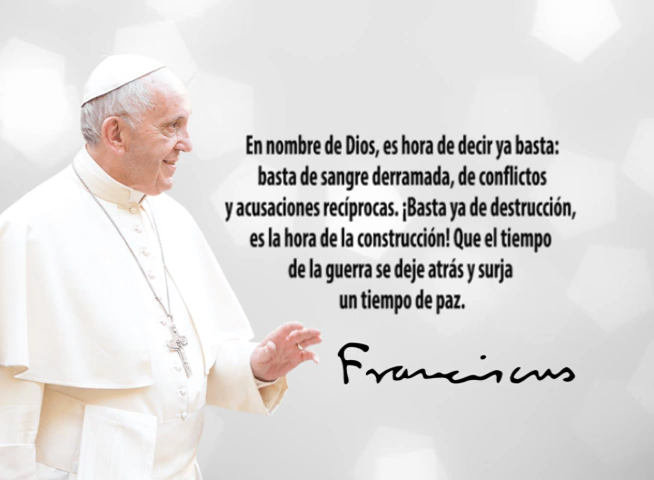 En nombre de Dios, es hora de decir ya basta:
basta de sangre derramada, de conflictos
y acusaciones recíprocas. ¡Basta ya de destrucción,
es la hora de la construcción! Que el tiempo
de la guerra se deje atrás y surja
un tiempo de paz.
Franciscus